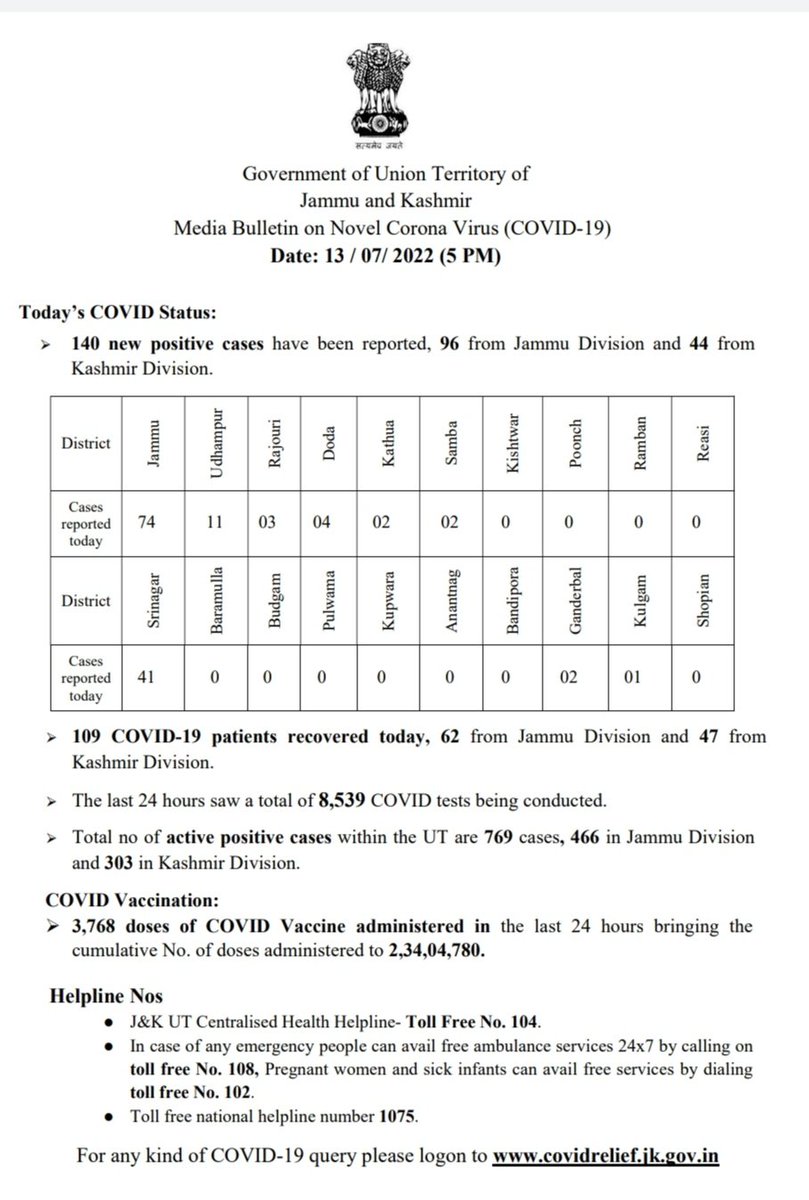 सत्यमेव जयते
Government of Union Territory of
Jammu and Kashmir
Media Bulletin on Novel Corona Virus (COVID-19)
Date: 13 / 07/ 2022 (5 PM)
Today’s COVID Status:
➢ 140 new positive cases have been reported, 96 from Jammu Division and 44 from
Kashmir Division.
District Jammu Udhampur Rajouri Doda Kathua Samba Kishtwar Poonch Ramban Reasi
Cases
reported
today 74 11 03 04 02 02 0 0 0 0
District Srinagar Baramulla Budgam Pulwama Kupwara Anantnag Bandipora Ganderbal Kulgam Shopian
Cases
reported
today 41 0 0 0 0 0 0 02 01 0
➢ 109 COVID-19 patients recovered today, 62 from Jammu Division and 47 from
Kashmir Division.
➢ The last 24 hours saw a total of 8,539 COVID tests being conducted.
➢ Total no of active positive cases within the UT are 769 cases, 466 in Jammu Division
and 303 in Kashmir Division.
COVID Vaccination:
➢ 3,768 doses of COVID Vaccine administered in the last 24 hours bringing the
cumulative No. of doses administered to 2,34,04,780.
Helpline Nos
● J&K UT Centralised Health Helpline- Toll Free No. 104.
● In case of any emergency people can avail free ambulance services 24x7 by calling on
toll free No. 108, Pregnant women and sick infants can avail free services by dialing
toll free No. 102.
● Toll free national helpline number 1075.
For any kind of COVID-19 query please logon to www.covidrelief.jk.gov.in